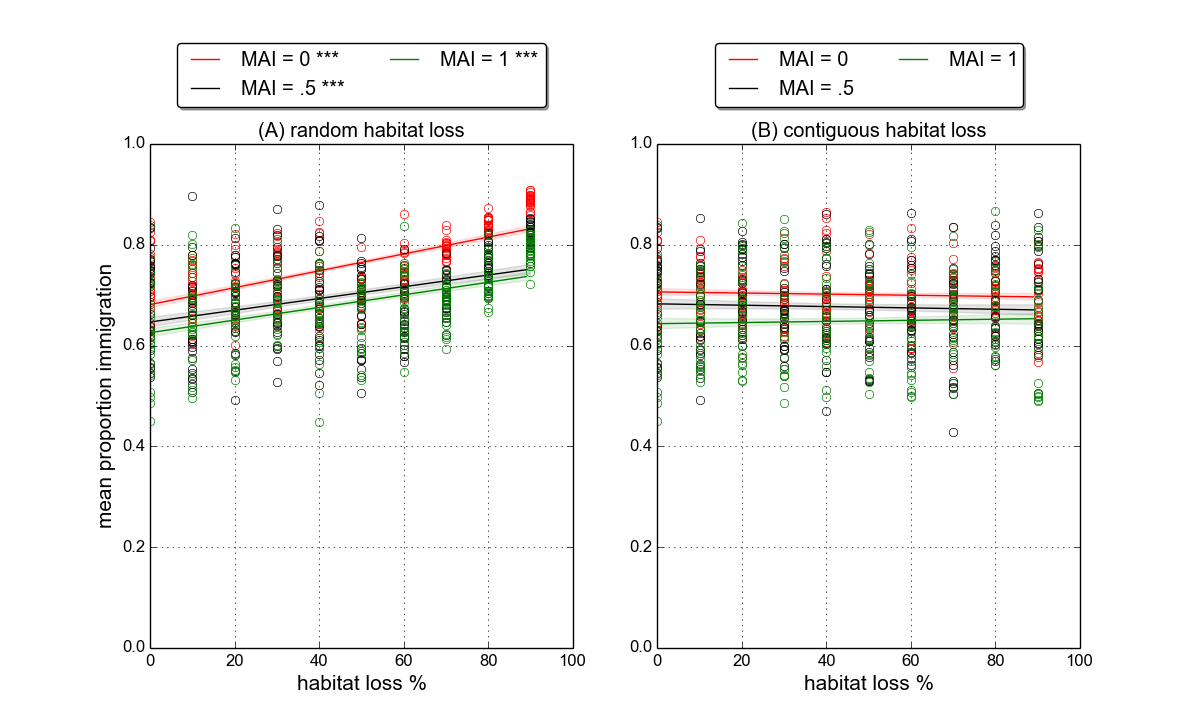 MAI = 0 *** MAI = 1 ***
MAI = .5 ***
MAI = 0 MAI = 1
MAI = .5
(A) random habitat loss
(B) contiguous habitat loss
mean proportion immigration
1.0
0.8
0.6
0.4
0.2
0.0
0 20 40 60 80 100
habitat loss %
1.0
0.8
0.6
0.4
0.2
0.0
0 20 40 60 80 100
habitat loss %